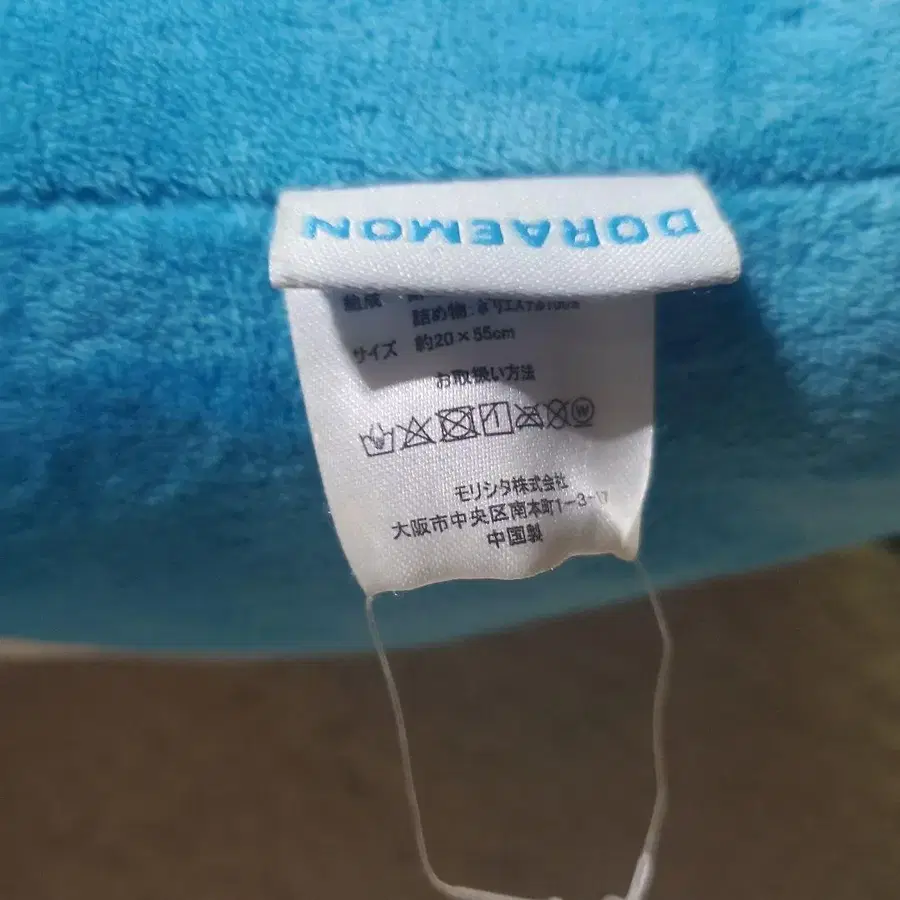 DORAEMON
組成
詰め物:ポリエステル100%
サイズ 約20×55cm
お取扱い方法
W
モリシタ株式会社
大阪市中央区南本町1-3-17
中国製